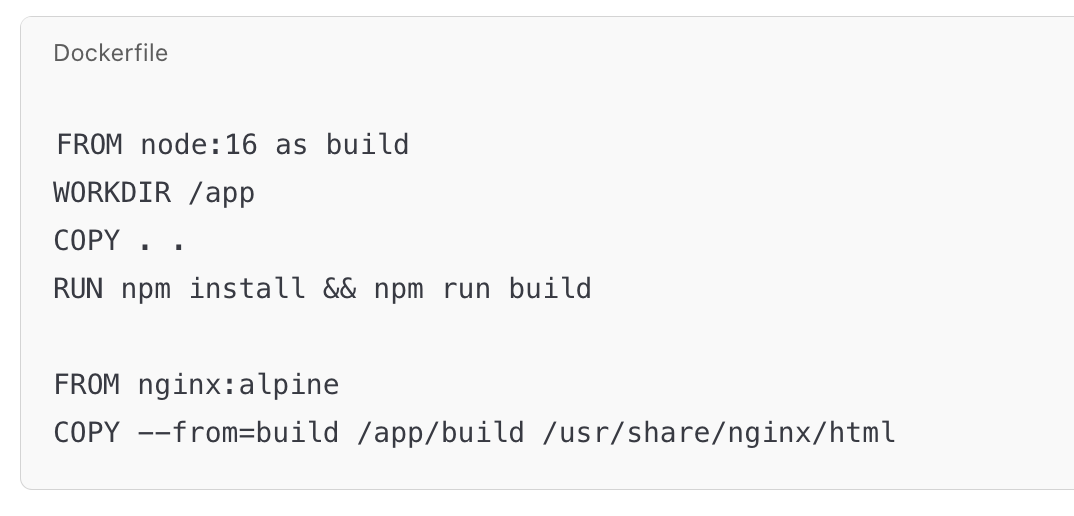 Dockerfile
FROM node:16 as build
WORKDIR /app
COPY . .
RUN npm install && npm run build
FROM nginx:alpine
COPY --from=build /app/build /usr/share/nginx/html